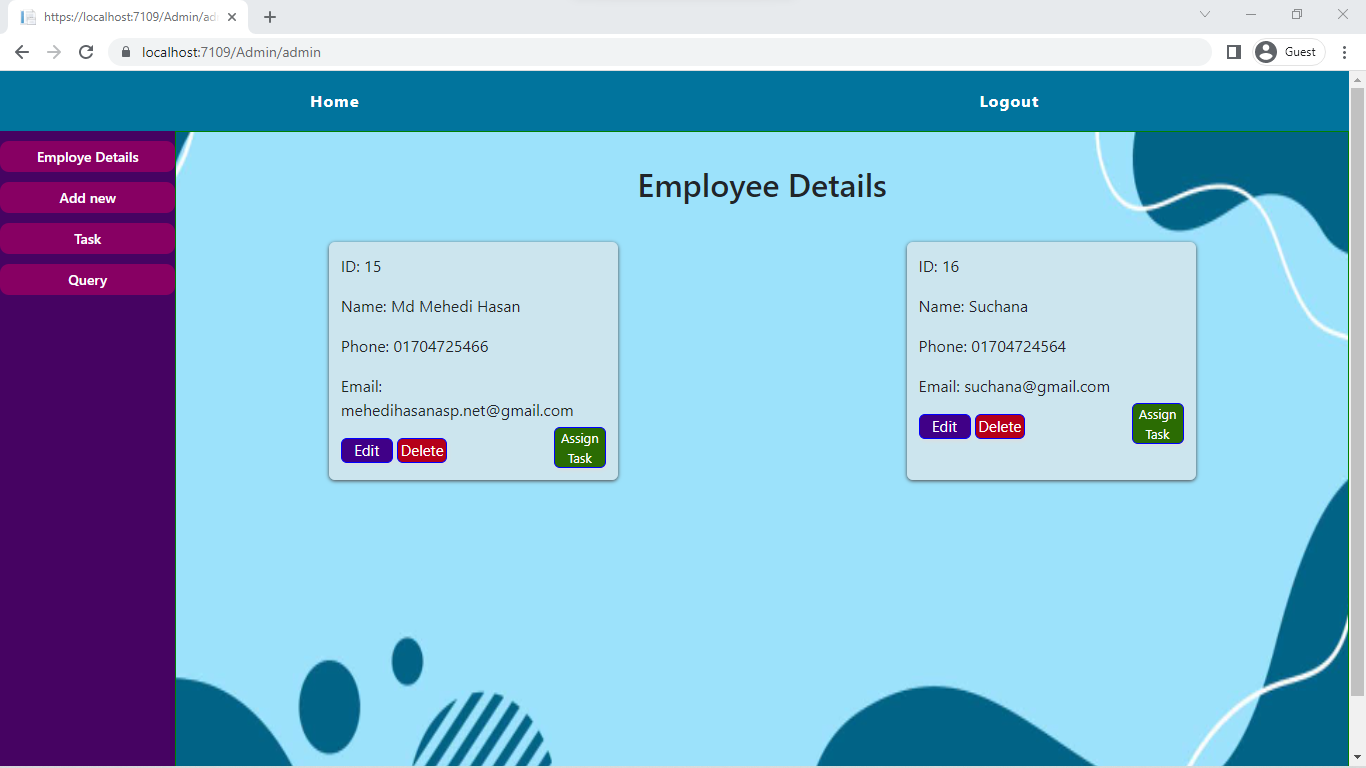 https://localhost:7109/Admin/ad
localhost:7109/Admin/admin
Guest
Home
Logout
Employe Details
Add new
Task
Query
Employee Details
ID: 15
Name: Md Mehedi Hasan
Phone: 01704725466
Email:
mehedihasanasp.net@gmail.com
Edit
Delete
Assign
Task
ID: 16
Name: Suchana
Phone: 01704724564
Email: suchana@gmail.com
Edit
Delete
Assign
Task